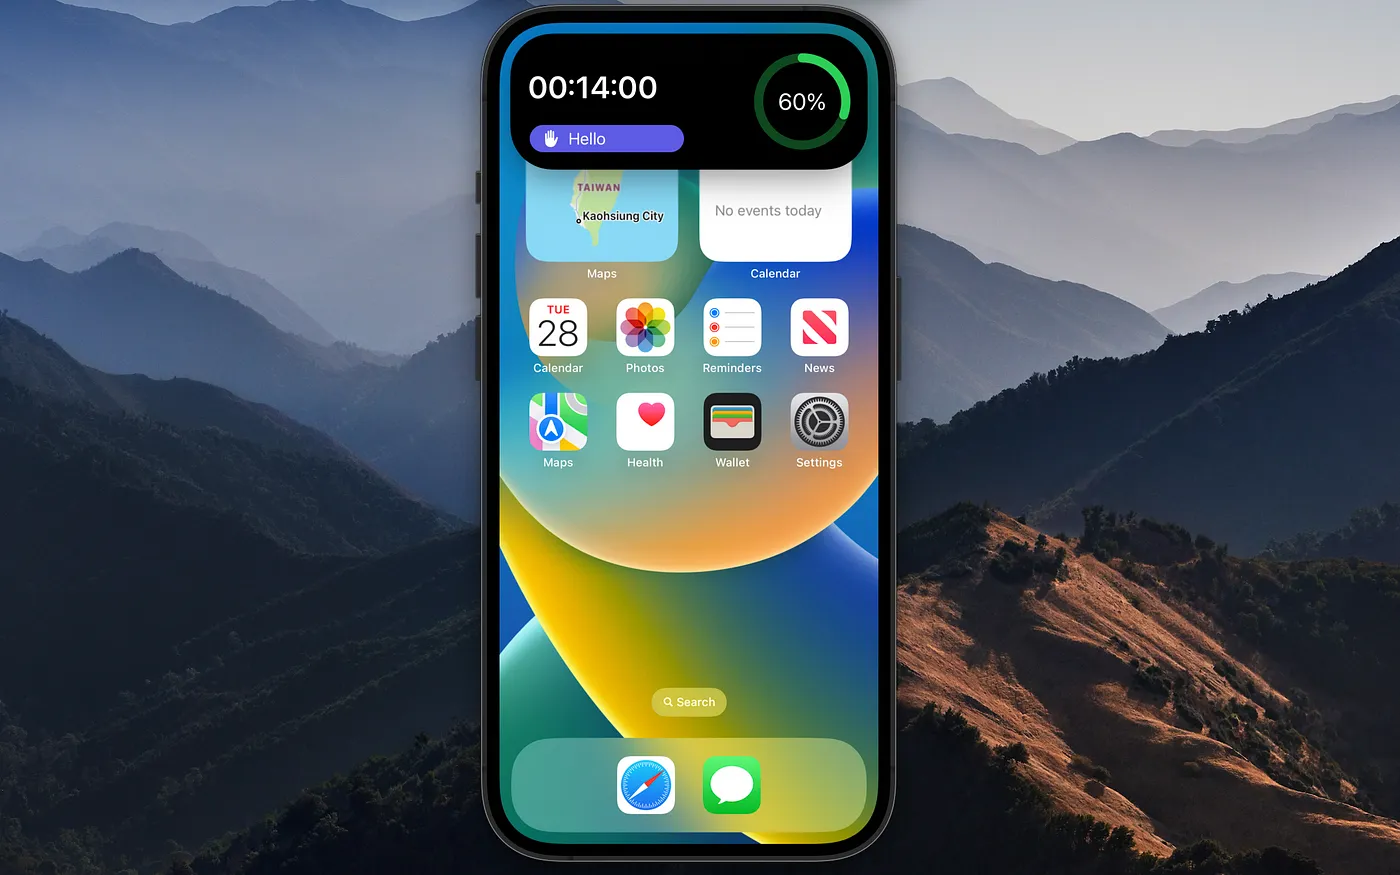 00:14:00
60%
Hello
TAIWAN
Kaohsiung City
No events today
Maps
Calendar
TUE
28
Calendar
Photos
Reminders
News
Maps
Health
Wallet
Settings
Search